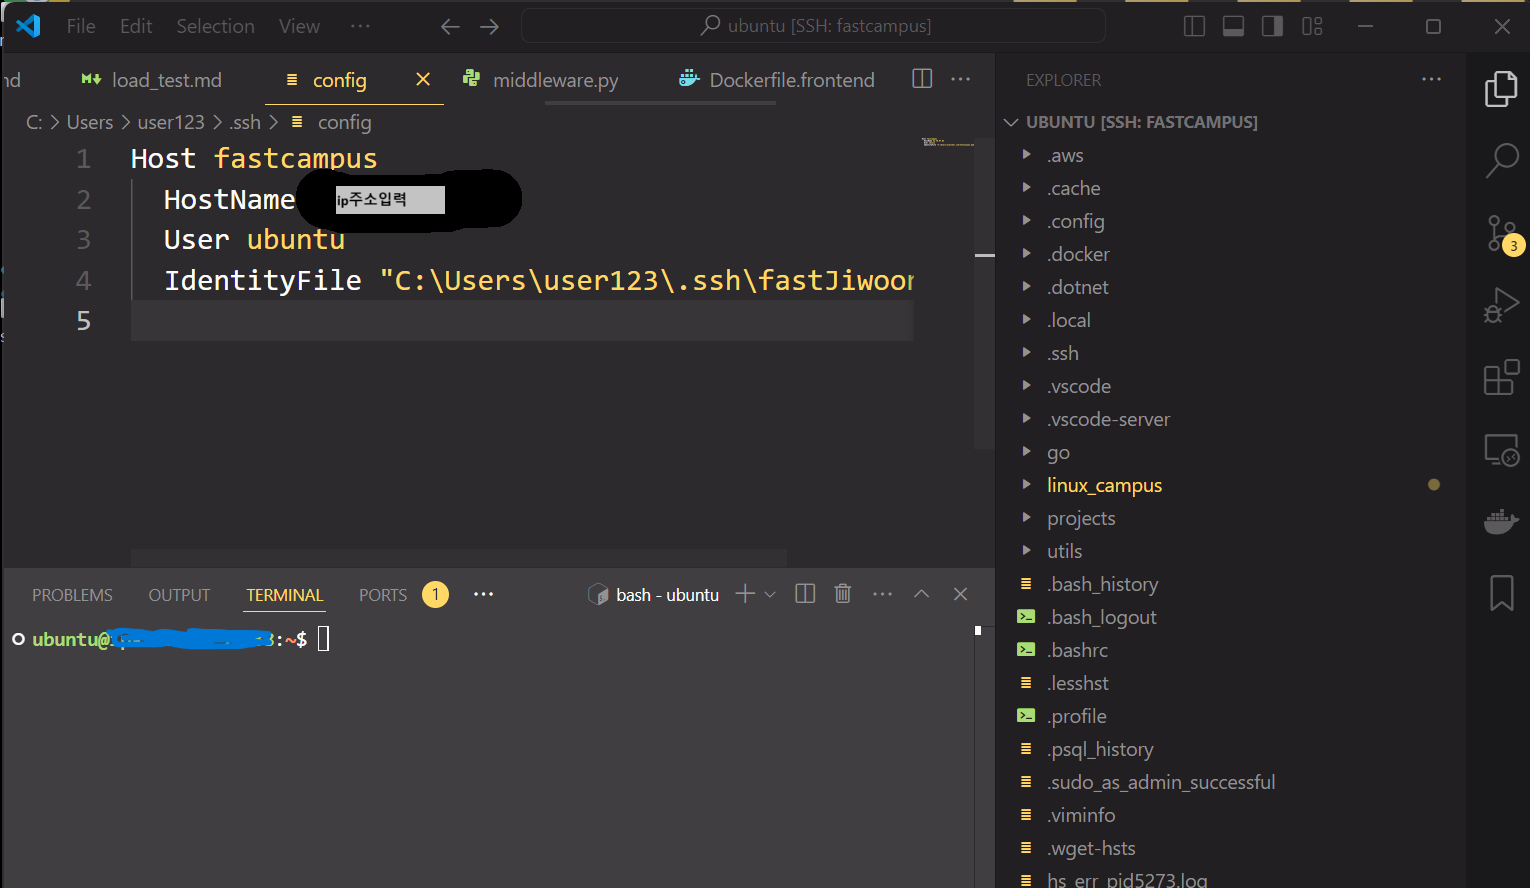 File Edit Selection View ··· ubuntu [SSH: fastcampus]
load_test.md config middleware.py Dockerfile.frontend
C: > Users > user123 > .ssh > config
1 Host fastcampus
2 HostName ip주소입력
3 User ubuntu
4 IdentityFile "C:\Users\user123\.ssh\fastJiwoo
5
PROBLEMS OUTPUT TERMINAL PORTS 1 ··· bash - ubuntu
ubuntu@ :~$
EXPLORER
UBUNTU [SSH: FASTCAMPUS]
.aws
.cache
.config
.docker
.dotnet
.local
.ssh
.vscode
.vscode-server
go
linux_campus
projects
utils
.bash_history
.bash_logout
.bashrc
.lesshst
.profile
.psql_history
.sudo_as_admin_successful
.viminfo
.wget-hsts
hs_err_pid5273.log
3